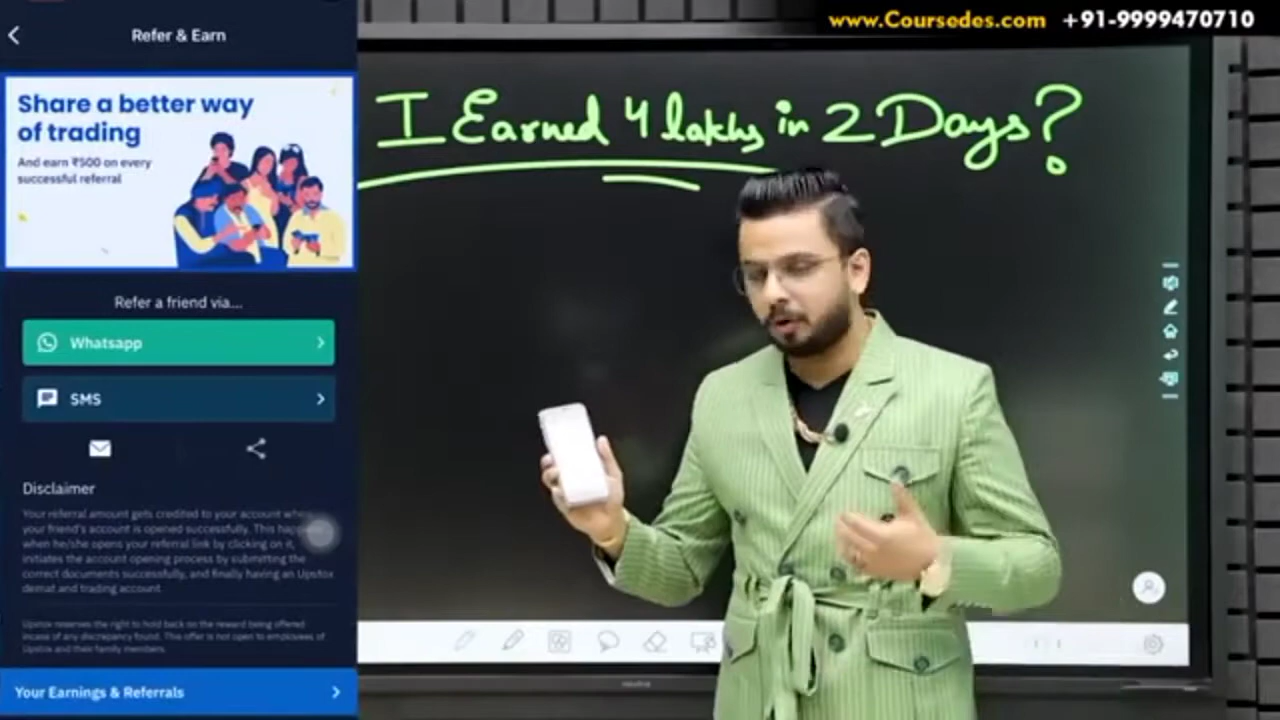 www.Coursedes.com +91-9999470710
Refer & Earn
Share a better way
of trading
And earn ₹500 on every
successful referral
Refer a friend via...
Whatsapp
SMS
Disclaimer
Your referral amount gets credited to your account when
your friend's account is opened successfully. This happens
when he/she opens your referral link by clicking on it,
initiates the account opening process by submitting the
correct documents successfully, and finally having an Upstox
demat and trading account.
Upstox reserves the right to hold back on the reward being offered
incase of any discrepancy found. This offer is not open to employees of
Upstox and their family members.
Your Earnings & Referrals
I Earned 4 lakhs in 2 Days?